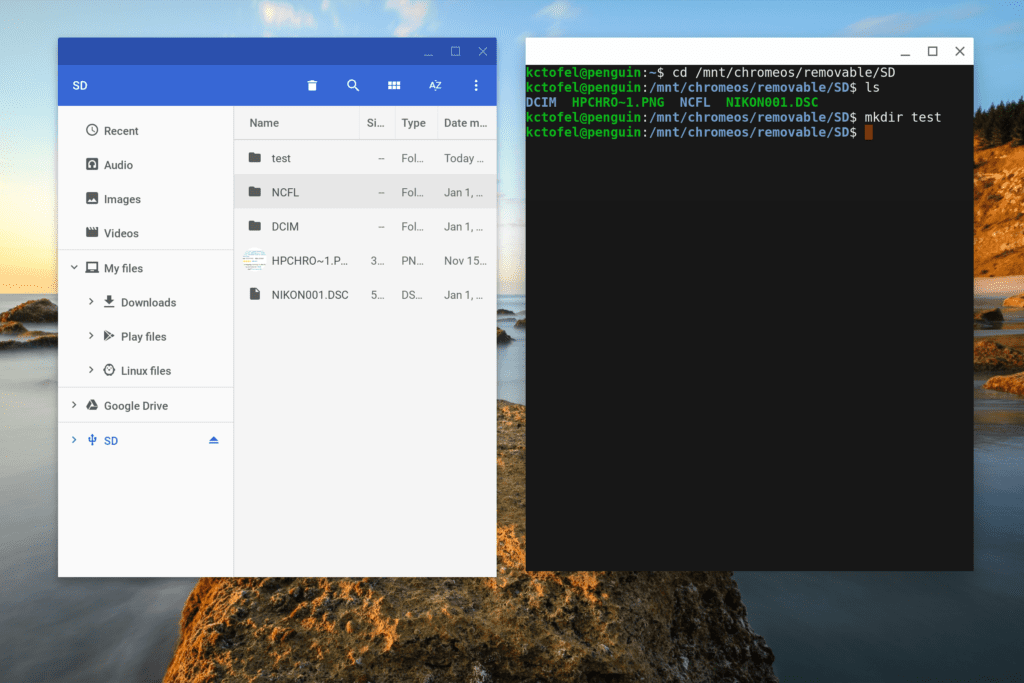 SD
AZ
Recent
Audio
Images
Videos
My files
Downloads
Play files
Linux files
Google Drive
SD
Name Si... Type Date m...
test -- Fol... Today ...
NCFL -- Fol... Jan 1, ...
DCIM -- Fol... Jan 1, ...
HPCHRO~1.P... 3... PN... Nov 15...
NIKON001.DSC 5... DS... Jan 1, ...
kctofel@penguin:~$ cd /mnt/chromeos/removable/SD
kctofel@penguin:/mnt/chromeos/removable/SD$ ls
DCIM HPCHRO~1.PNG NCFL NIKON001.DSC
kctofel@penguin:/mnt/chromeos/removable/SD$ mkdir test
kctofel@penguin:/mnt/chromeos/removable/SD$